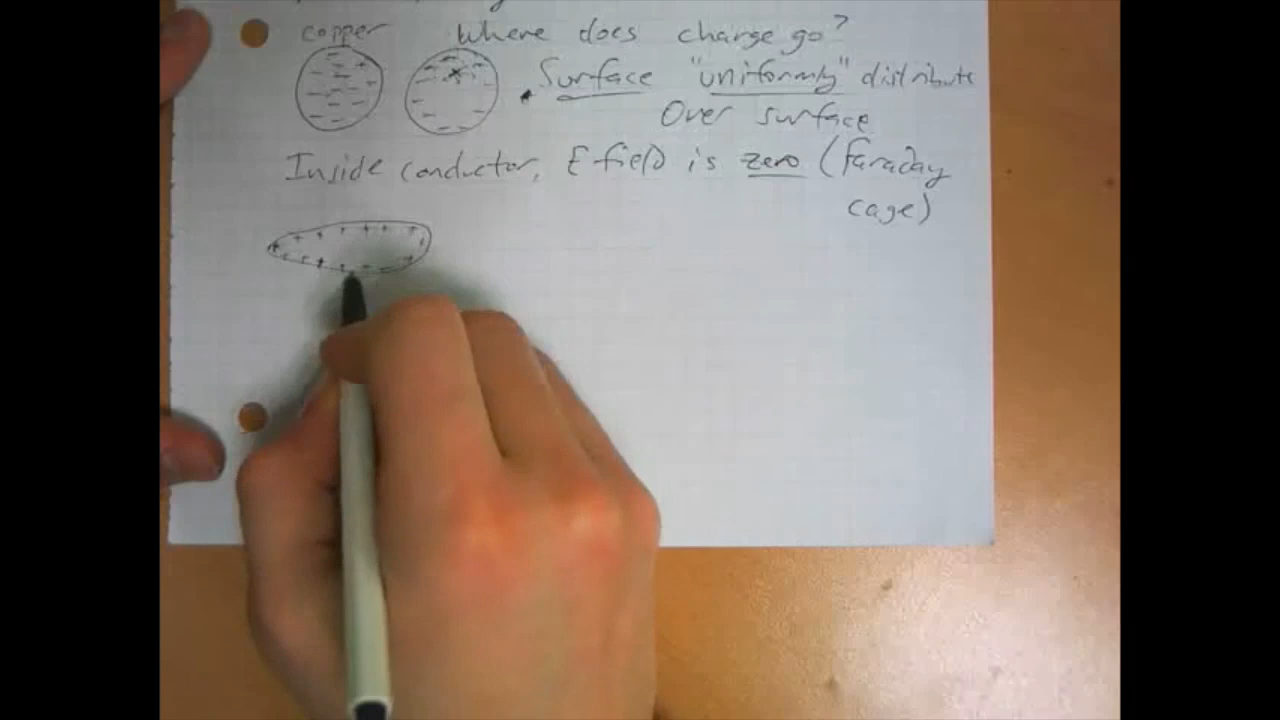 copper Where does charge go?
Surface "uniformly" distribute
Over surface
Inside conductor, E-field is zero (Faraday
cage)